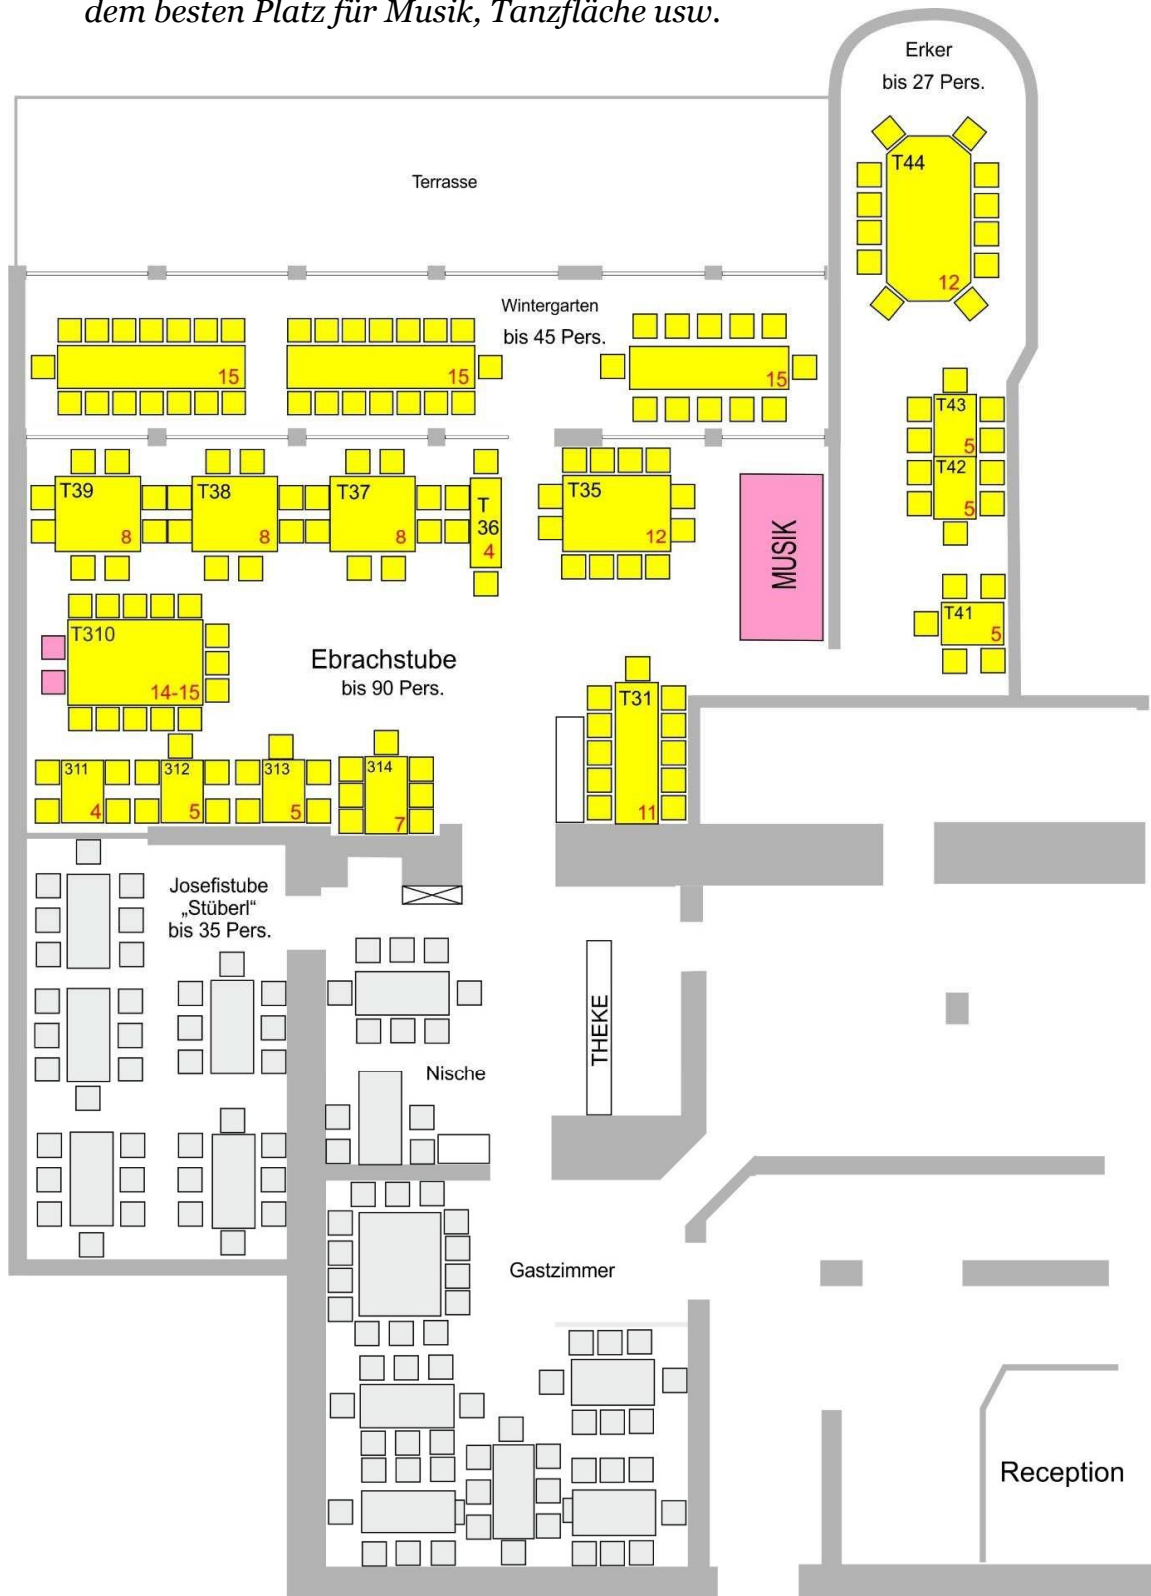 dem besten Platz für Musik, Tanzfläche usw.
Erker
bis 27 Pers.
T44
12
Terrasse
Wintergarten
bis 45 Pers.
15
15
15
T43
5
T42
5
T39
8
T38
8
T37
8
T
36
4
T35
12
MUSIK
T41
5
T310
14-15
Ebrachstube
bis 90 Pers.
T31
11
311
4
312
5
313
5
314
7
Josefistube
„Stüberl“
bis 35 Pers.
THEKE
Nische
Gastzimmer
Reception